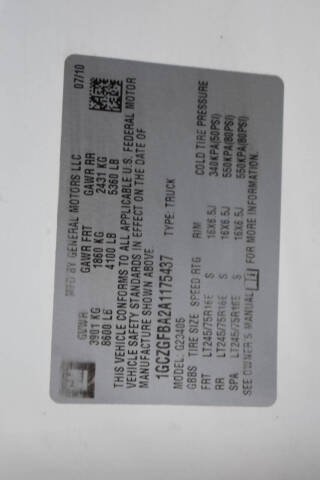 MFD BY GENERAL MOTORS LLC 07/10
GVWR GAWR FRT GAWR RR
3901 KG 1860 KG 2431 KG
8600 LB 4100 LB 5360 LB
THIS VEHICLE CONFORMS TO ALL APPLICABLE U.S. FEDERAL MOTOR
VEHICLE SAFETY STANDARDS IN EFFECT ON THE DATE OF
MANUFACTURE SHOWN ABOVE.
1GCZGFBA2A1175437 TYPE: TRUCK
MODEL: G23405
GBBS TIRE SIZE SPEED RTG RIM COLD TIRE PRESSURE
FRT LT245/75R16E S 16X6.5J 340KPA(50PSI)
RR LT245/75R16E S 16X6.5J 550KPA(80PSI)
SPA LT245/75R16E S 16X6.5J 550KPA(80PSI)
SEE OWNER'S MANUAL FOR MORE INFORMATION.